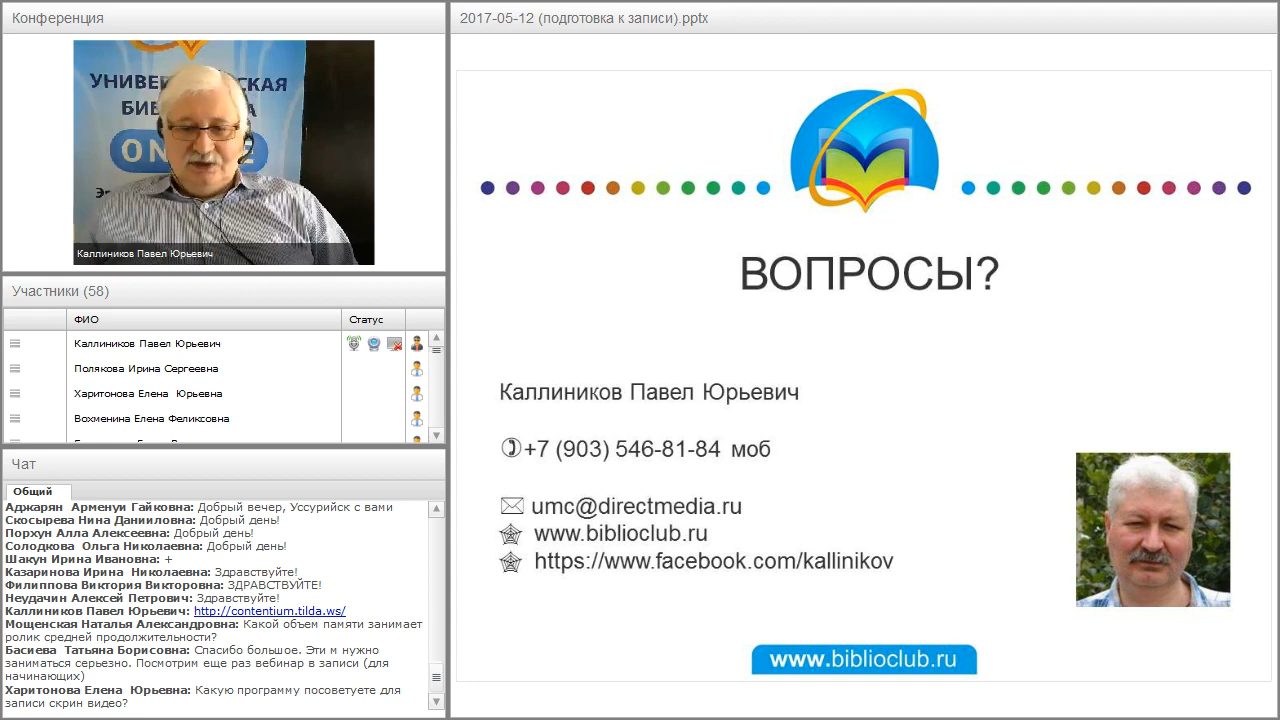 Конференция
УНИВЕР СКАЯ
БИБ А
ON E
Каллиников Павел Юрьевич
Участники (58)
ФИО Статус
Каллиников Павел Юрьевич
Полякова Ирина Сергеевна
Харитонова Елена Юрьевна
Вохменина Елена Феликсовна
Чат
Общий
Аджарян Арменуи Гайковна: Добрый вечер, Уссурийск с вами
Скосырева Нина Данииловна: Добрый день!
Порхун Алла Алексеевна: Добрый день!
Солодкова Ольга Николаевна: Добрый день!
Шакун Ирина Ивановна: +
Казаринова Ирина Николаевна: Здравствуйте!
Филиппова Виктория Викторовна: ЗДРАВСТВУЙТЕ!
Неудачин Алексей Петрович: Здравствуйте!
Каллиников Павел Юрьевич: http://contentium.tilda.ws/
Мощенская Наталья Александровна: Какой объем памяти занимает
ролик средней продолжительности?
Басиева Татьяна Борисовна: Спасибо большое. Эти м нужно
заниматься серьезно. Посмотрим еще раз вебинар в записи (для
начинающих)
Харитонова Елена Юрьевна: Какую программу посоветуете для
записи скрин видео?
2017-05-12 (подготовка к записи).pptx
ВОПРОСЫ?
Каллиников Павел Юрьевич
+7 (903) 546-81-84 моб
umc@directmedia.ru
www.biblioclub.ru
https://www.facebook.com/kallinikov
www.biblioclub.ru